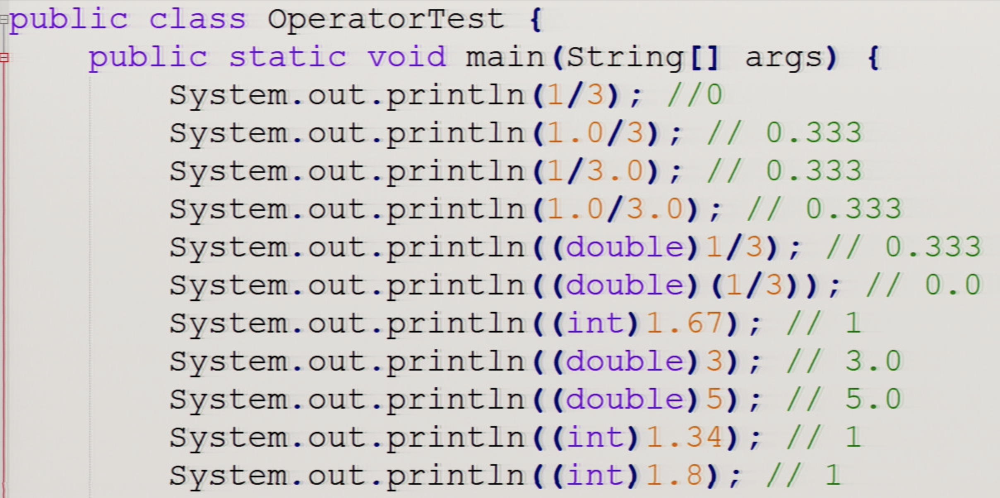 public class OperatorTest {
public static void main(String[] args) {
System.out.println(1/3); //0
System.out.println(1.0/3); // 0.333
System.out.println(1/3.0); // 0.333
System.out.println(1.0/3.0); // 0.333
System.out.println((double)1/3); // 0.333
System.out.println((double)(1/3)); // 0.0
System.out.println((int)1.67); // 1
System.out.println((double)3); // 3.0
System.out.println((double)5); // 5.0
System.out.println((int)1.34); // 1
System.out.println((int)1.8); // 1